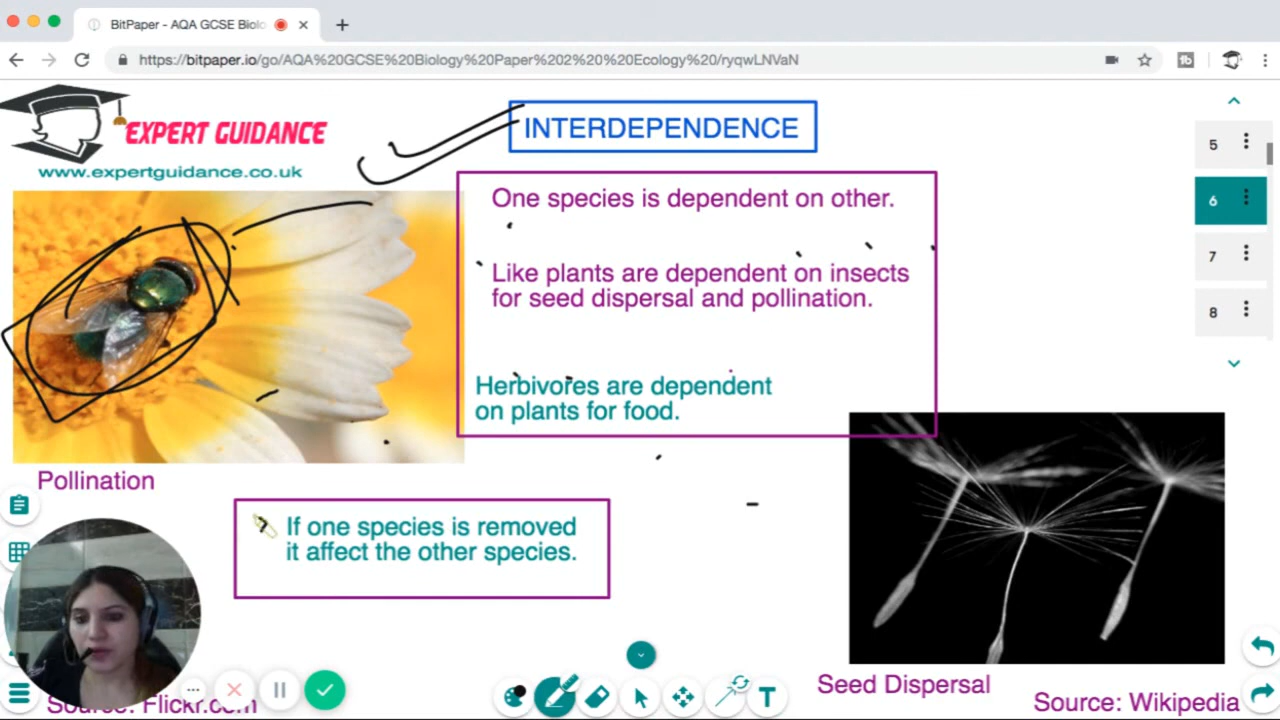 BitPaper - AQA GCSE Biolo
https://bitpaper.io/go/AQA%20GCSE%20Biology%20Paper%202%20%20Ecology%20/ryqwLNVaN
EXPERT GUIDANCE
www.expertguidance.co.uk
INTERDEPENDENCE
One species is dependent on other.
Like plants are dependent on insects
for seed dispersal and pollination.
Herbivores are dependent
on plants for food.
Pollination
If one species is removed
it affect the other species.
Seed Dispersal
Source: Flickr.com
Source: Wikipedia
5
6
7
8
T